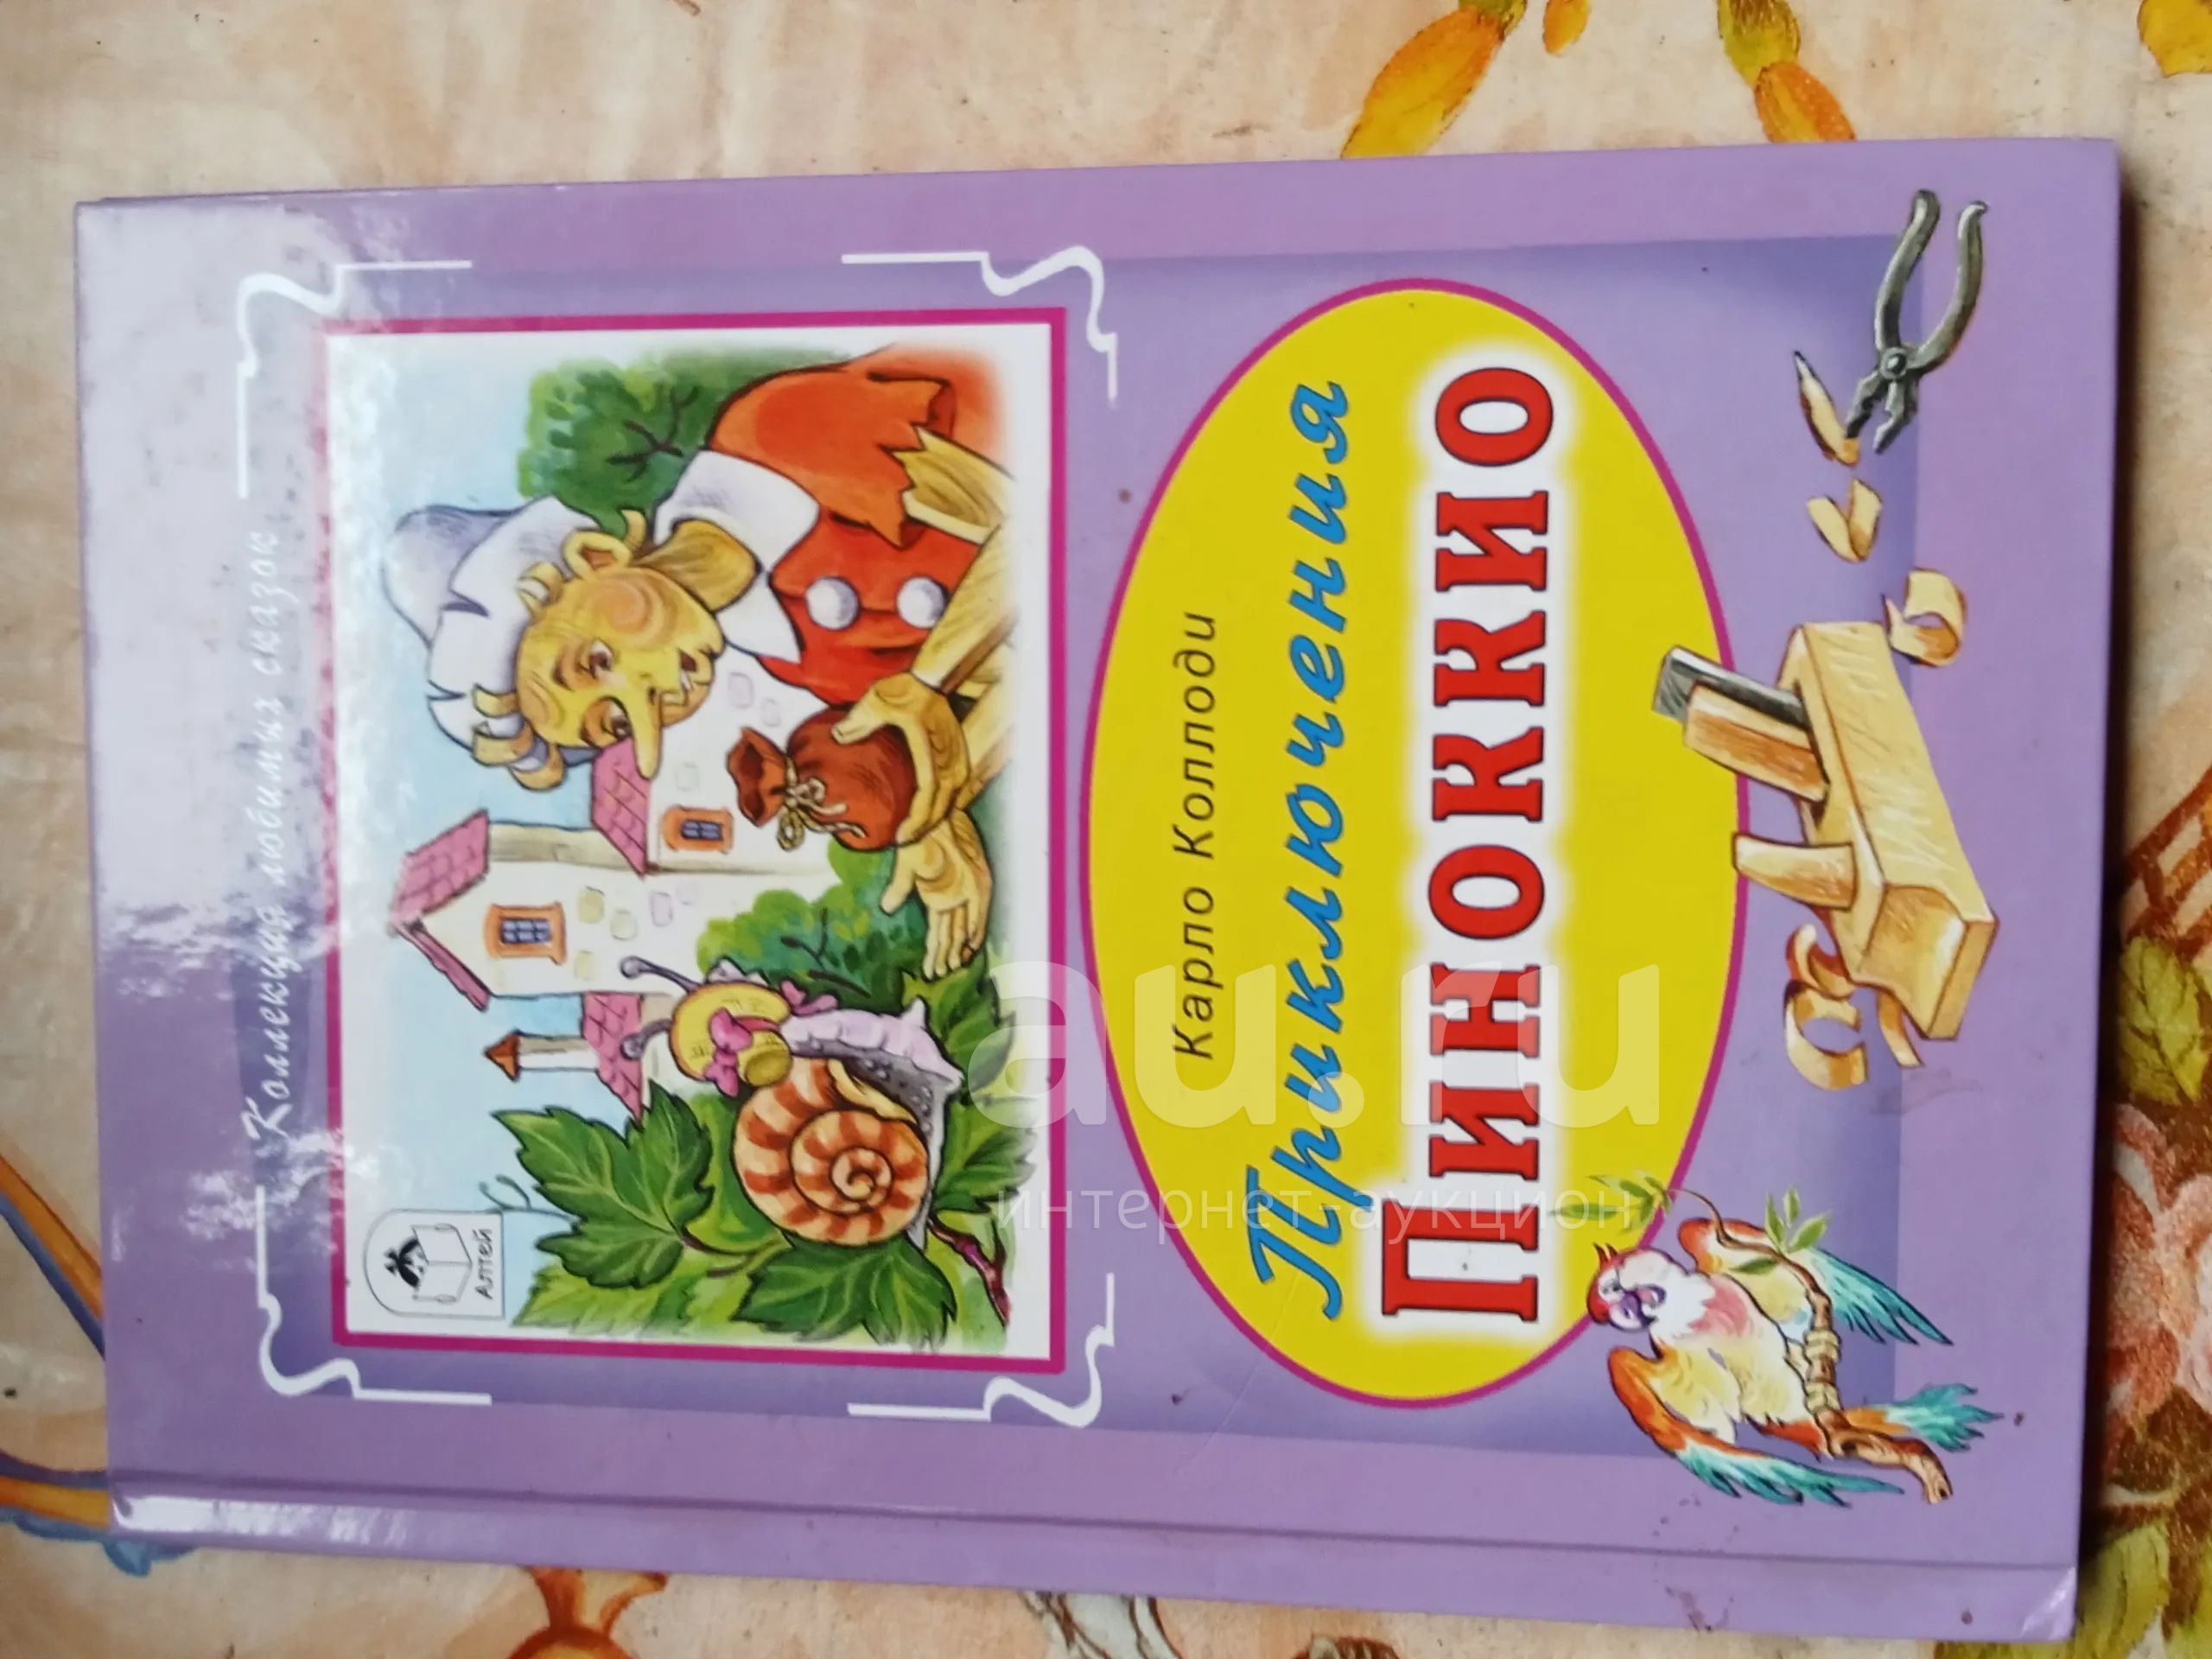 Коллекция любимых сказок
Алтей
Карло Коллоди
Приключения
Пиноккио
au.ru
интернет-аукцион